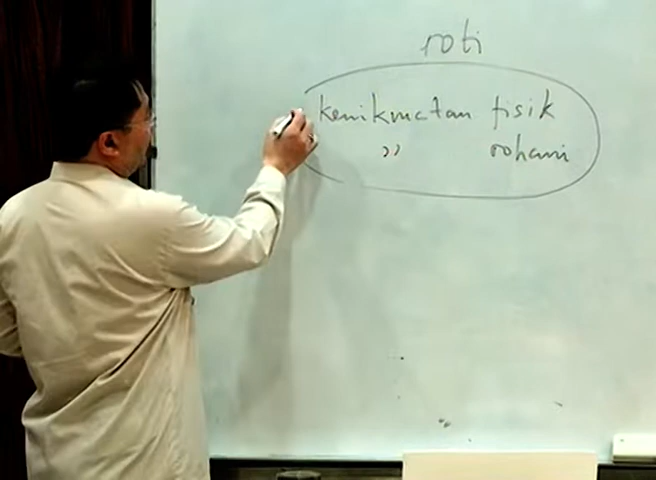 roti
kenikmatan fisik
” rohani